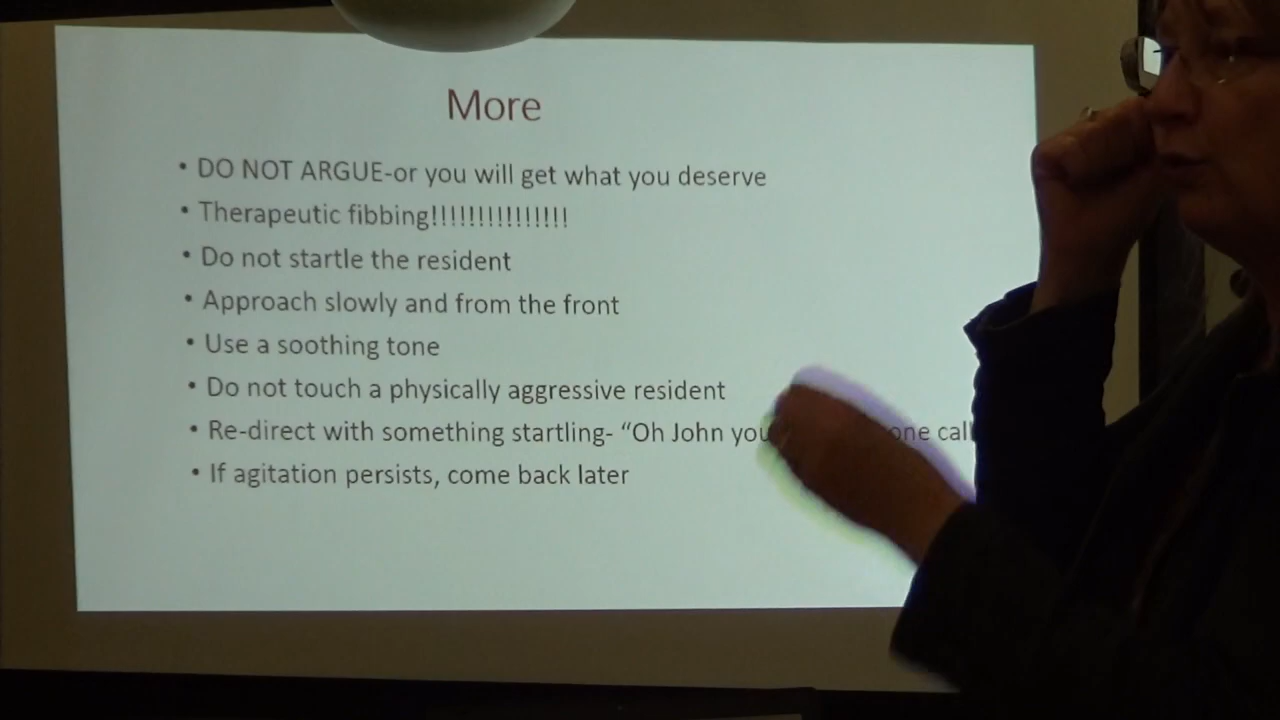 More
• DO NOT ARGUE-or you will get what you deserve
• Therapeutic fibbing!!!!!!!!!!!!!!!
• Do not startle the resident
• Approach slowly and from the front
• Use a soothing tone
• Do not touch a physically aggressive resident
• Re-direct with something startling- “Oh John you one call
• If agitation persists, come back later